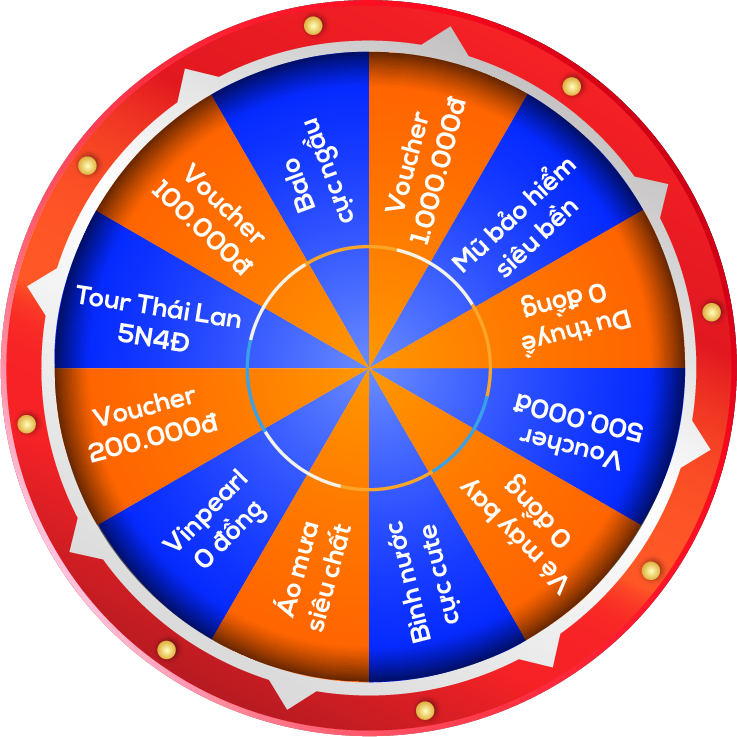 Voucher
1.000.000đ
Mũ bảo hiểm
siêu bền
Du thuyề
0 đồng
Voucher
500.000đ
Vé máy bay
0 đồng
Bình nước
cực cute
Áo mưa
siêu chất
Vinpearl
0 đồng
Voucher
200.000đ
Tour Thái Lan
5N4Đ
Voucher
100.000đ
Balo
cực ngầu